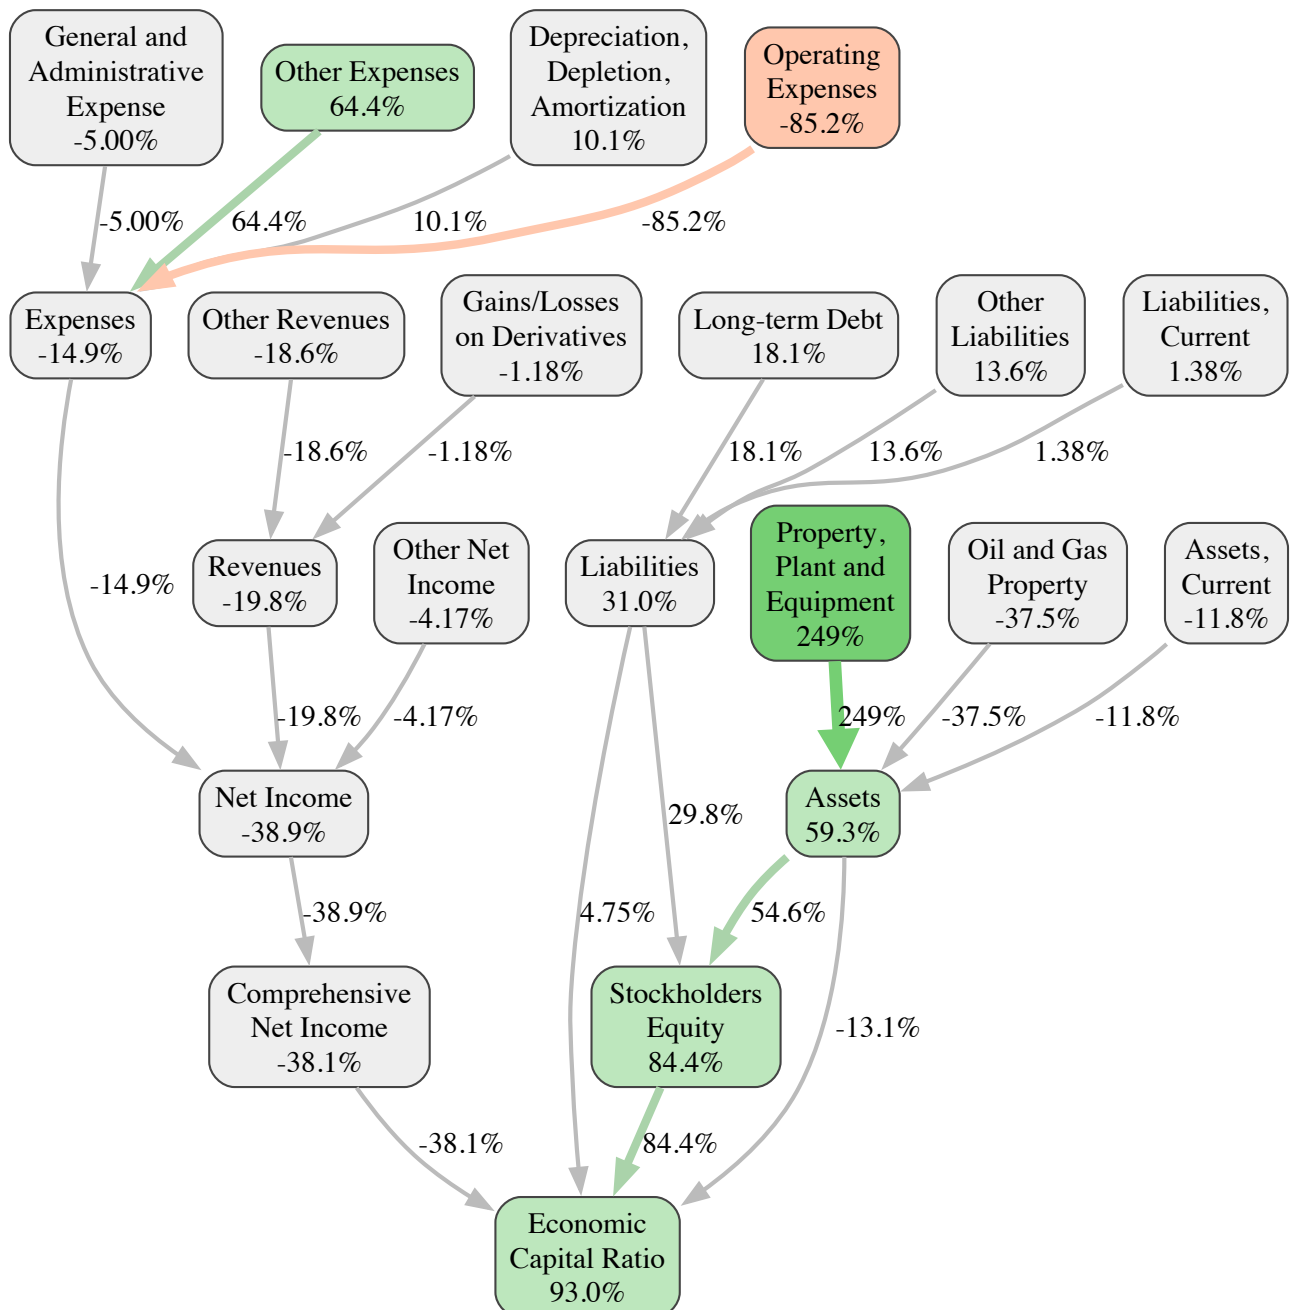 General and
Administrative
Expense
-5.00%
Other Expenses
64.4%
Depreciation,
Depletion,
Amortization
10.1%
Operating
Expenses
-85.2%
-5.00%
64.4%
10.1%
-85.2%
Expenses
-14.9%
Other Revenues
-18.6%
Gains/Losses
on Derivatives
-1.18%
Long-term Debt
18.1%
Other
Liabilities
13.6%
Liabilities,
Current
1.38%
-18.6%
-1.18%
18.1%
13.6%
1.38%
-14.9%
Revenues
-19.8%
Other Net
Income
-4.17%
Liabilities
31.0%
Property,
Plant and
Equipment
249%
Oil and Gas
Property
-37.5%
Assets,
Current
-11.8%
-19.8%
-4.17%
249%
-37.5%
-11.8%
Net Income
-38.9%
29.8%
Assets
59.3%
-38.9%
4.75%
54.6%
Comprehensive
Net Income
-38.1%
Stockholders
Equity
84.4%
-13.1%
-38.1%
84.4%
Economic
Capital Ratio
93.0%